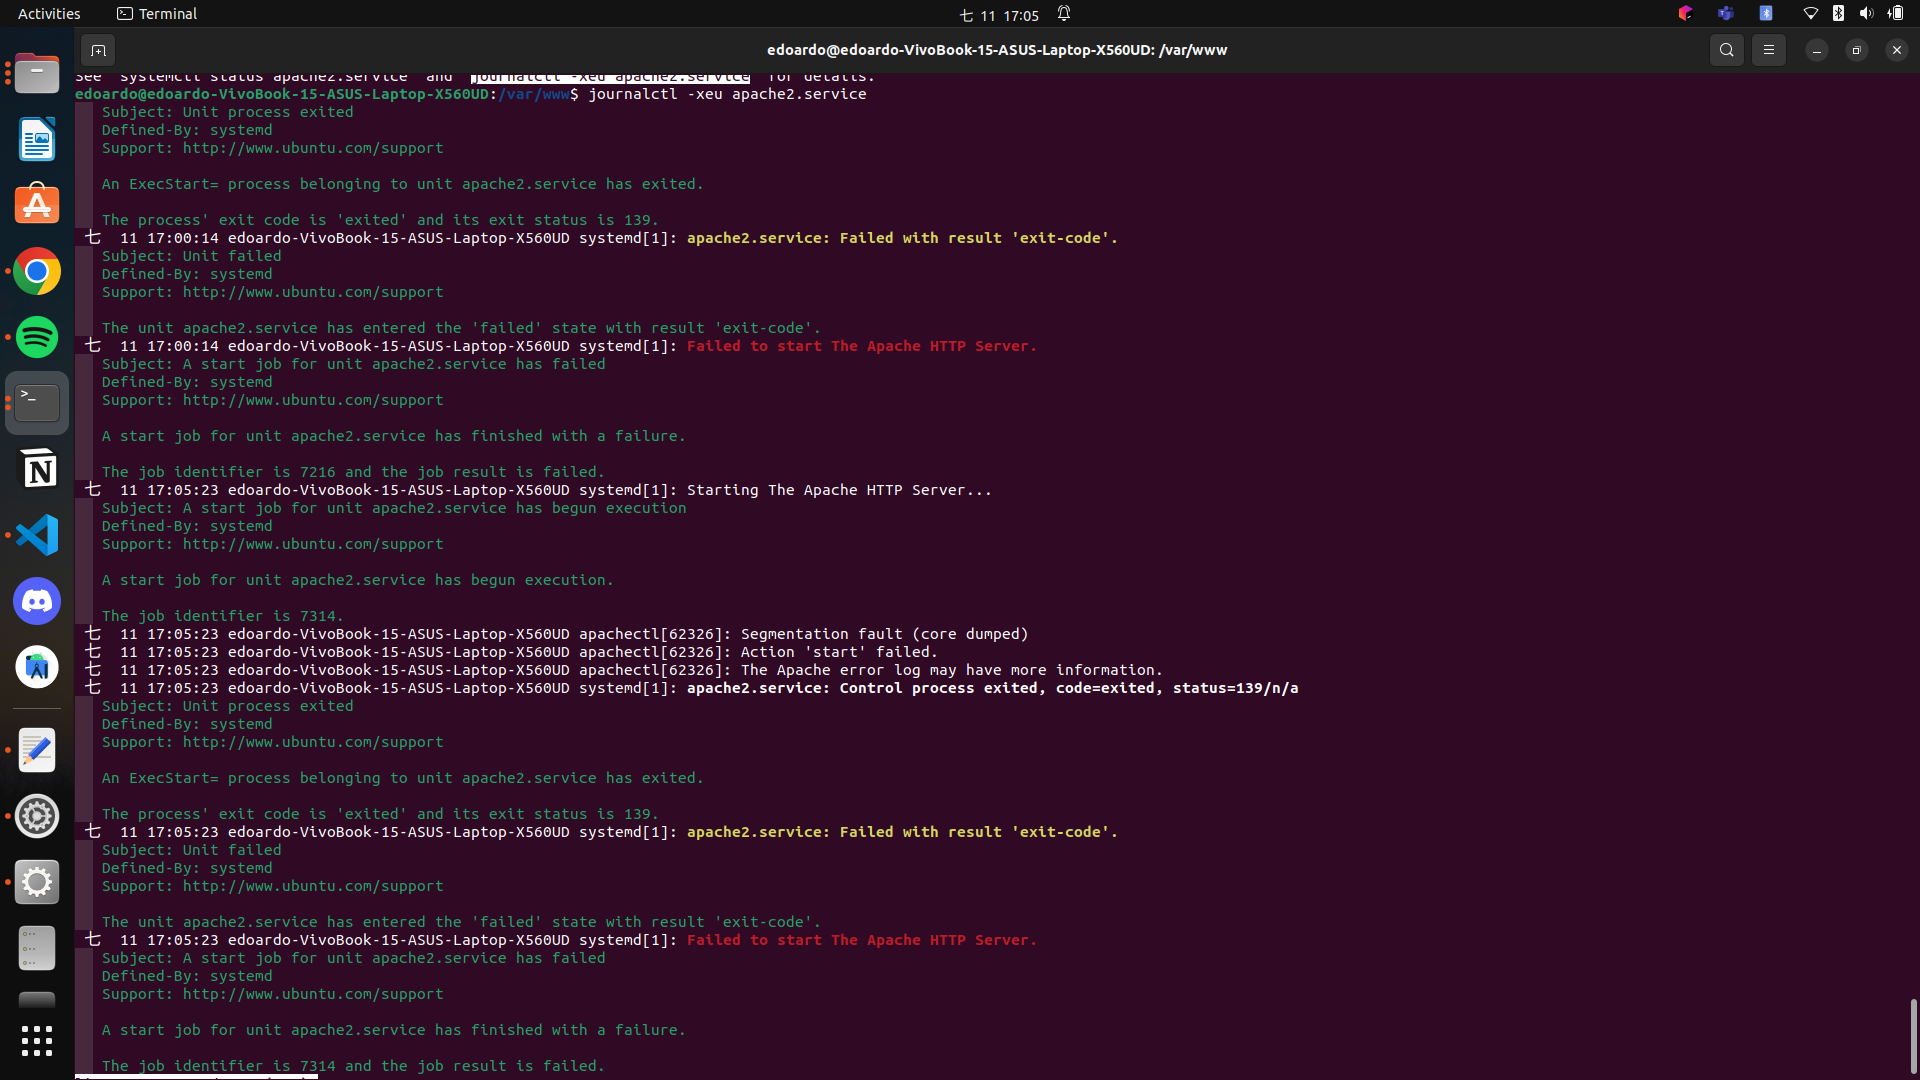 Activities
Terminal
七 11 17:05
edoardo@edoardo-VivoBook-15-ASUS-Laptop-X560UD: /var/www
See "systemctl status apache2.service" and "journalctl -xeu apache2.service" for details.
edoardo@edoardo-VivoBook-15-ASUS-Laptop-X560UD:/var/www$ journalctl -xeu apache2.service
Subject: Unit process exited
Defined-By: systemd
Support: http://www.ubuntu.com/support
An ExecStart= process belonging to unit apache2.service has exited.
The process' exit code is 'exited' and its exit status is 139.
七 11 17:00:14 edoardo-VivoBook-15-ASUS-Laptop-X560UD systemd[1]: apache2.service: Failed with result 'exit-code'.
Subject: Unit failed
Defined-By: systemd
Support: http://www.ubuntu.com/support
The unit apache2.service has entered the 'failed' state with result 'exit-code'.
七 11 17:00:14 edoardo-VivoBook-15-ASUS-Laptop-X560UD systemd[1]: Failed to start The Apache HTTP Server.
Subject: A start job for unit apache2.service has failed
Defined-By: systemd
Support: http://www.ubuntu.com/support
A start job for unit apache2.service has finished with a failure.
The job identifier is 7216 and the job result is failed.
七 11 17:05:23 edoardo-VivoBook-15-ASUS-Laptop-X560UD systemd[1]: Starting The Apache HTTP Server...
Subject: A start job for unit apache2.service has begun execution
Defined-By: systemd
Support: http://www.ubuntu.com/support
A start job for unit apache2.service has begun execution.
The job identifier is 7314.
七 11 17:05:23 edoardo-VivoBook-15-ASUS-Laptop-X560UD apachectl[62326]: Segmentation fault (core dumped)
七 11 17:05:23 edoardo-VivoBook-15-ASUS-Laptop-X560UD apachectl[62326]: Action 'start' failed.
七 11 17:05:23 edoardo-VivoBook-15-ASUS-Laptop-X560UD apachectl[62326]: The Apache error log may have more information.
七 11 17:05:23 edoardo-VivoBook-15-ASUS-Laptop-X560UD systemd[1]: apache2.service: Control process exited, code=exited, status=139/n/a
Subject: Unit process exited
Defined-By: systemd
Support: http://www.ubuntu.com/support
An ExecStart= process belonging to unit apache2.service has exited.
The process' exit code is 'exited' and its exit status is 139.
七 11 17:05:23 edoardo-VivoBook-15-ASUS-Laptop-X560UD systemd[1]: apache2.service: Failed with result 'exit-code'.
Subject: Unit failed
Defined-By: systemd
Support: http://www.ubuntu.com/support
The unit apache2.service has entered the 'failed' state with result 'exit-code'.
七 11 17:05:23 edoardo-VivoBook-15-ASUS-Laptop-X560UD systemd[1]: Failed to start The Apache HTTP Server.
Subject: A start job for unit apache2.service has failed
Defined-By: systemd
Support: http://www.ubuntu.com/support
A start job for unit apache2.service has finished with a failure.
The job identifier is 7314 and the job result is failed.